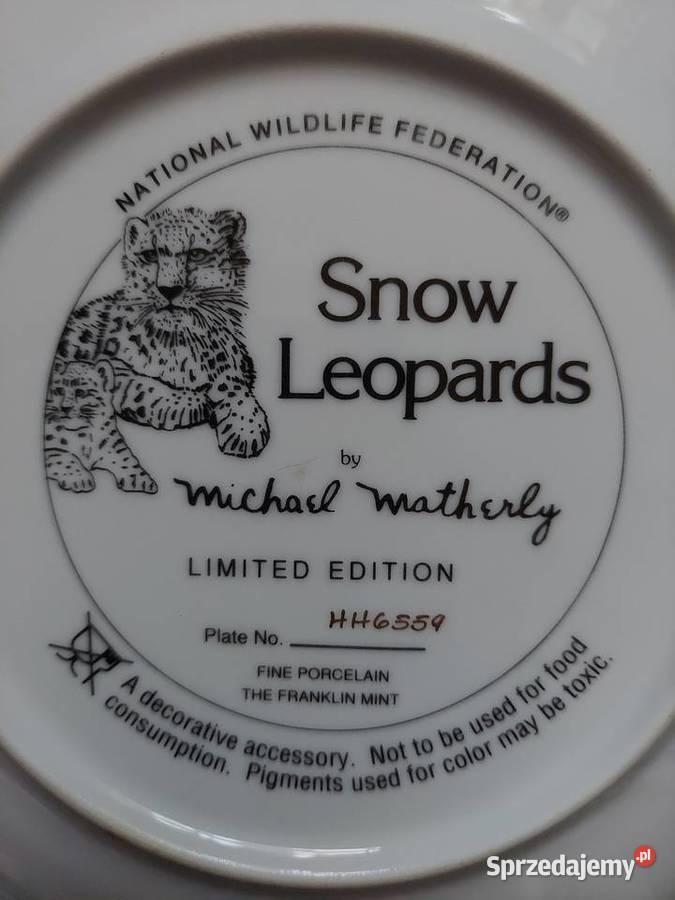 NATIONAL WILDLIFE FEDERATION®
Snow
Leopards
by
Michael Matherly
LIMITED EDITION
Plate No. HH6559
FINE PORCELAIN
THE FRANKLIN MINT
A decorative accessory. Not to be used for food
consumption. Pigments used for color may be toxic.
Sprzedajemy.pl